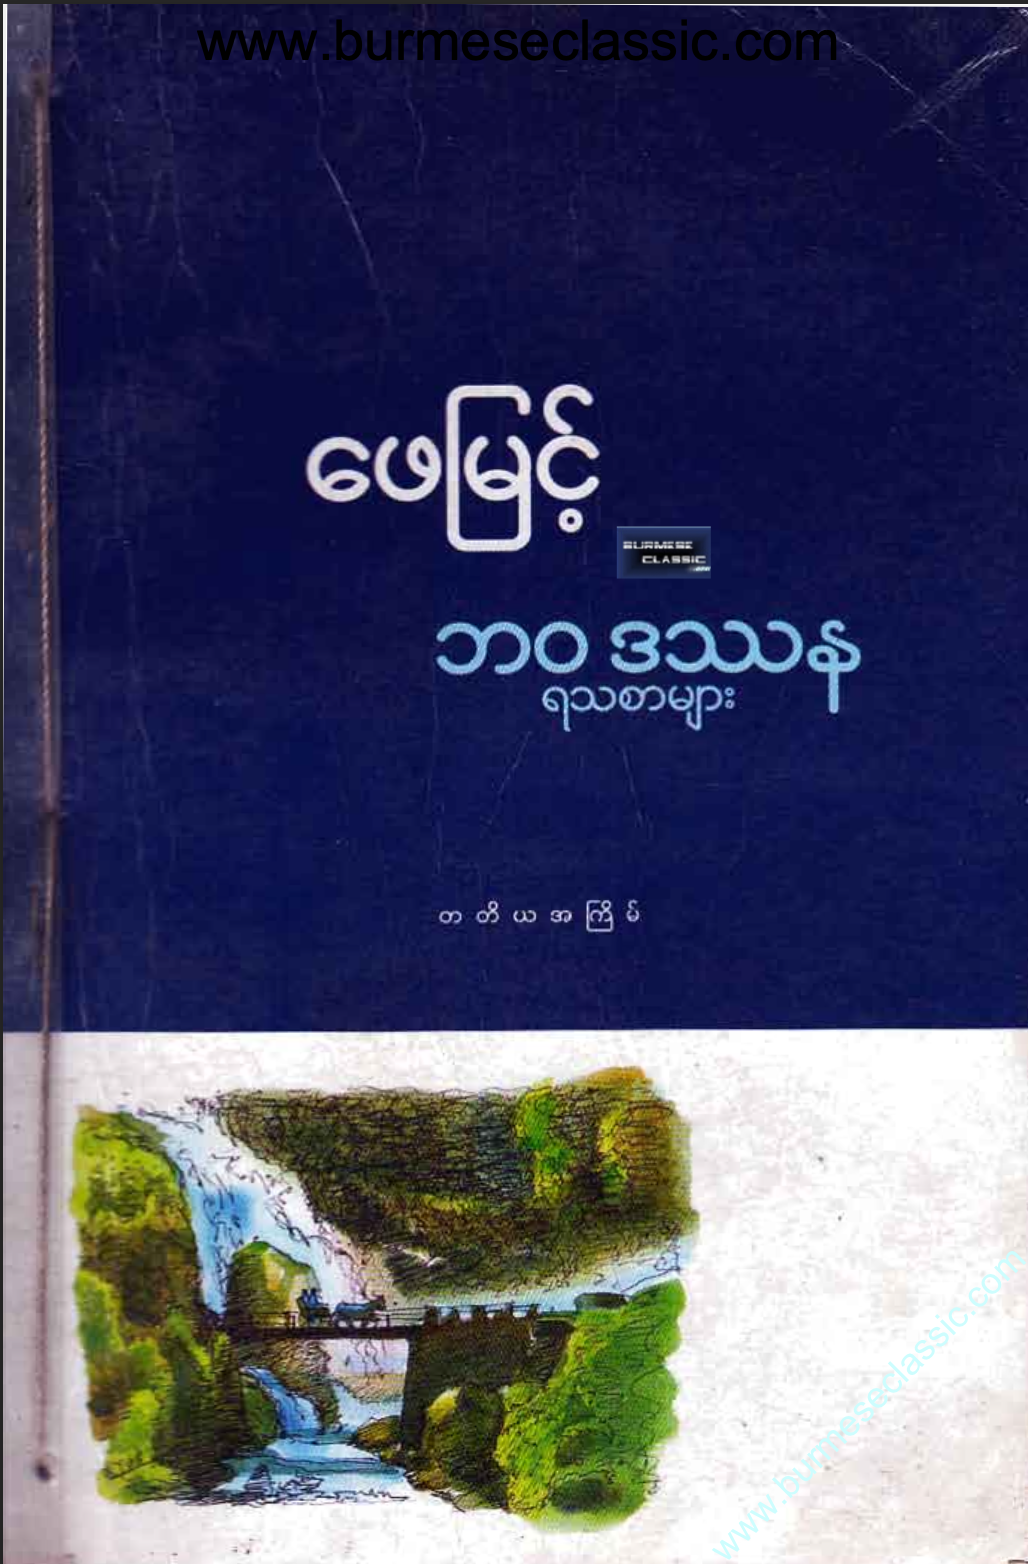 www.burmeseclassic.com
ဖေမြင့်
BURMESE
CLASSIC
.com
ဘဝ ဒဿန
ရသစာများ
တ တိ ယ အ ကြိ မ်
www.burmeseclassic.com